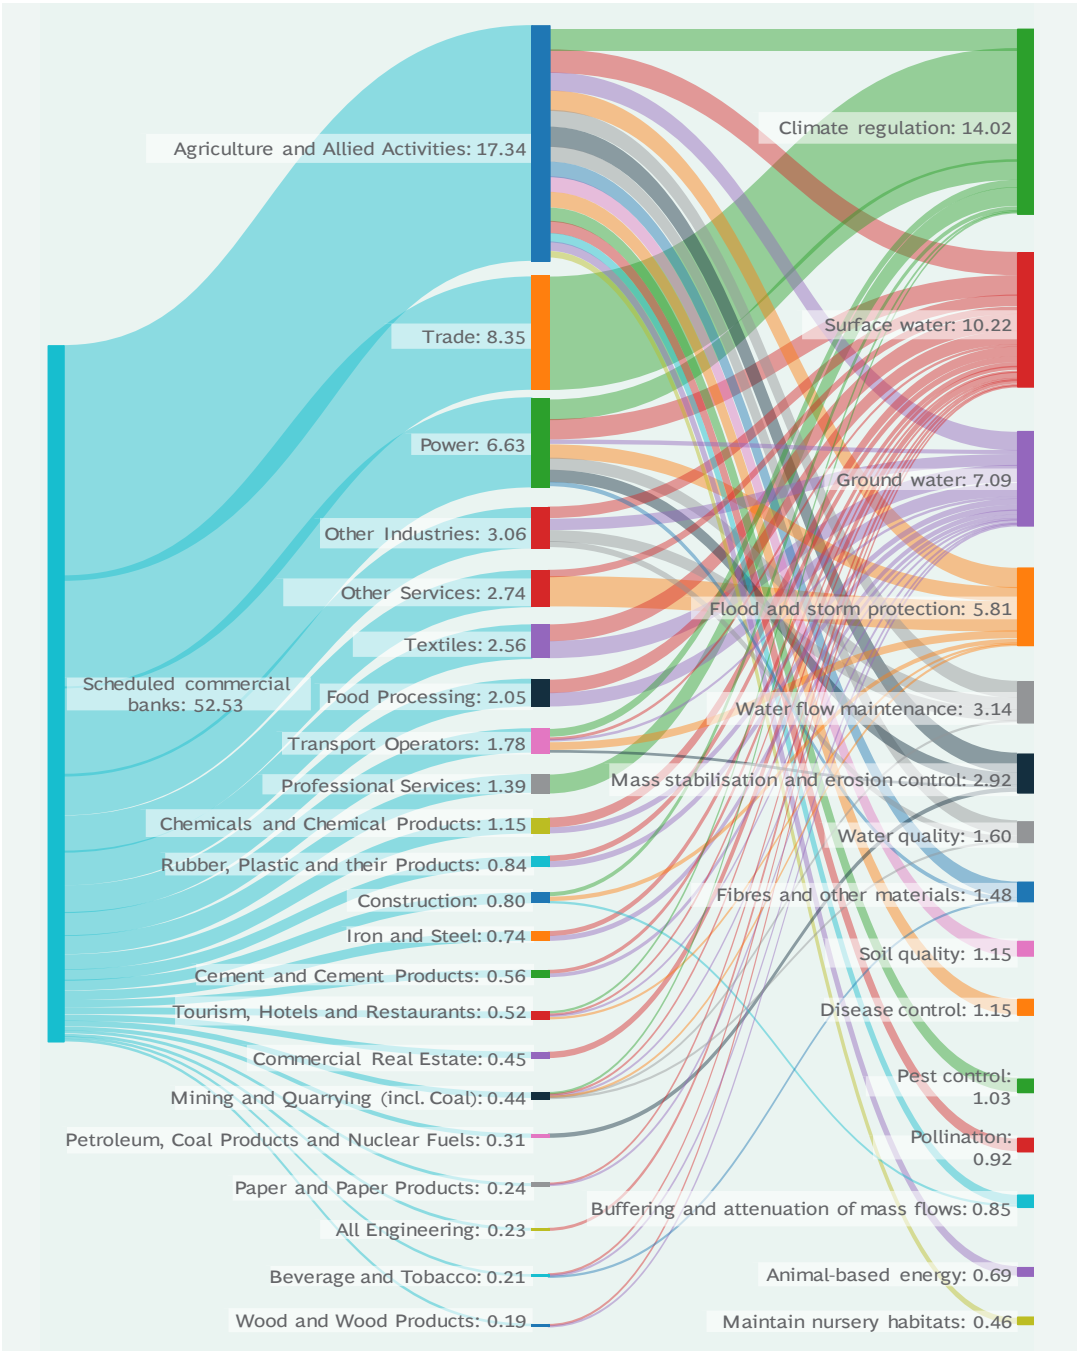 Scheduled commercial
banks: 52.53
Agriculture and Allied Activities: 17.34
Trade: 8.35
Power: 6.63
Other Industries: 3.06
Other Services: 2.74
Textiles: 2.56
Food Processing: 2.05
Transport Operators: 1.78
Professional Services: 1.39
Chemicals and Chemical Products: 1.15
Rubber, Plastic and their Products: 0.84
Construction: 0.80
Iron and Steel: 0.74
Cement and Cement Products: 0.56
Tourism, Hotels and Restaurants: 0.52
Commercial Real Estate: 0.45
Mining and Quarrying (incl. Coal): 0.44
Petroleum, Coal Products and Nuclear Fuels: 0.31
Paper and Paper Products: 0.24
All Engineering: 0.23
Beverage and Tobacco: 0.21
Wood and Wood Products: 0.19
Climate regulation: 14.02
Surface water: 10.22
Ground water: 7.09
Flood and storm protection: 5.81
Water flow maintenance: 3.14
Mass stabilisation and erosion control: 2.92
Water quality: 1.60
Fibres and other materials: 1.48
Soil quality: 1.15
Disease control: 1.15
Pest control:
1.03
Pollination:
0.92
Buffering and attenuation of mass flows: 0.85
Animal-based energy: 0.69
Maintain nursery habitats: 0.46